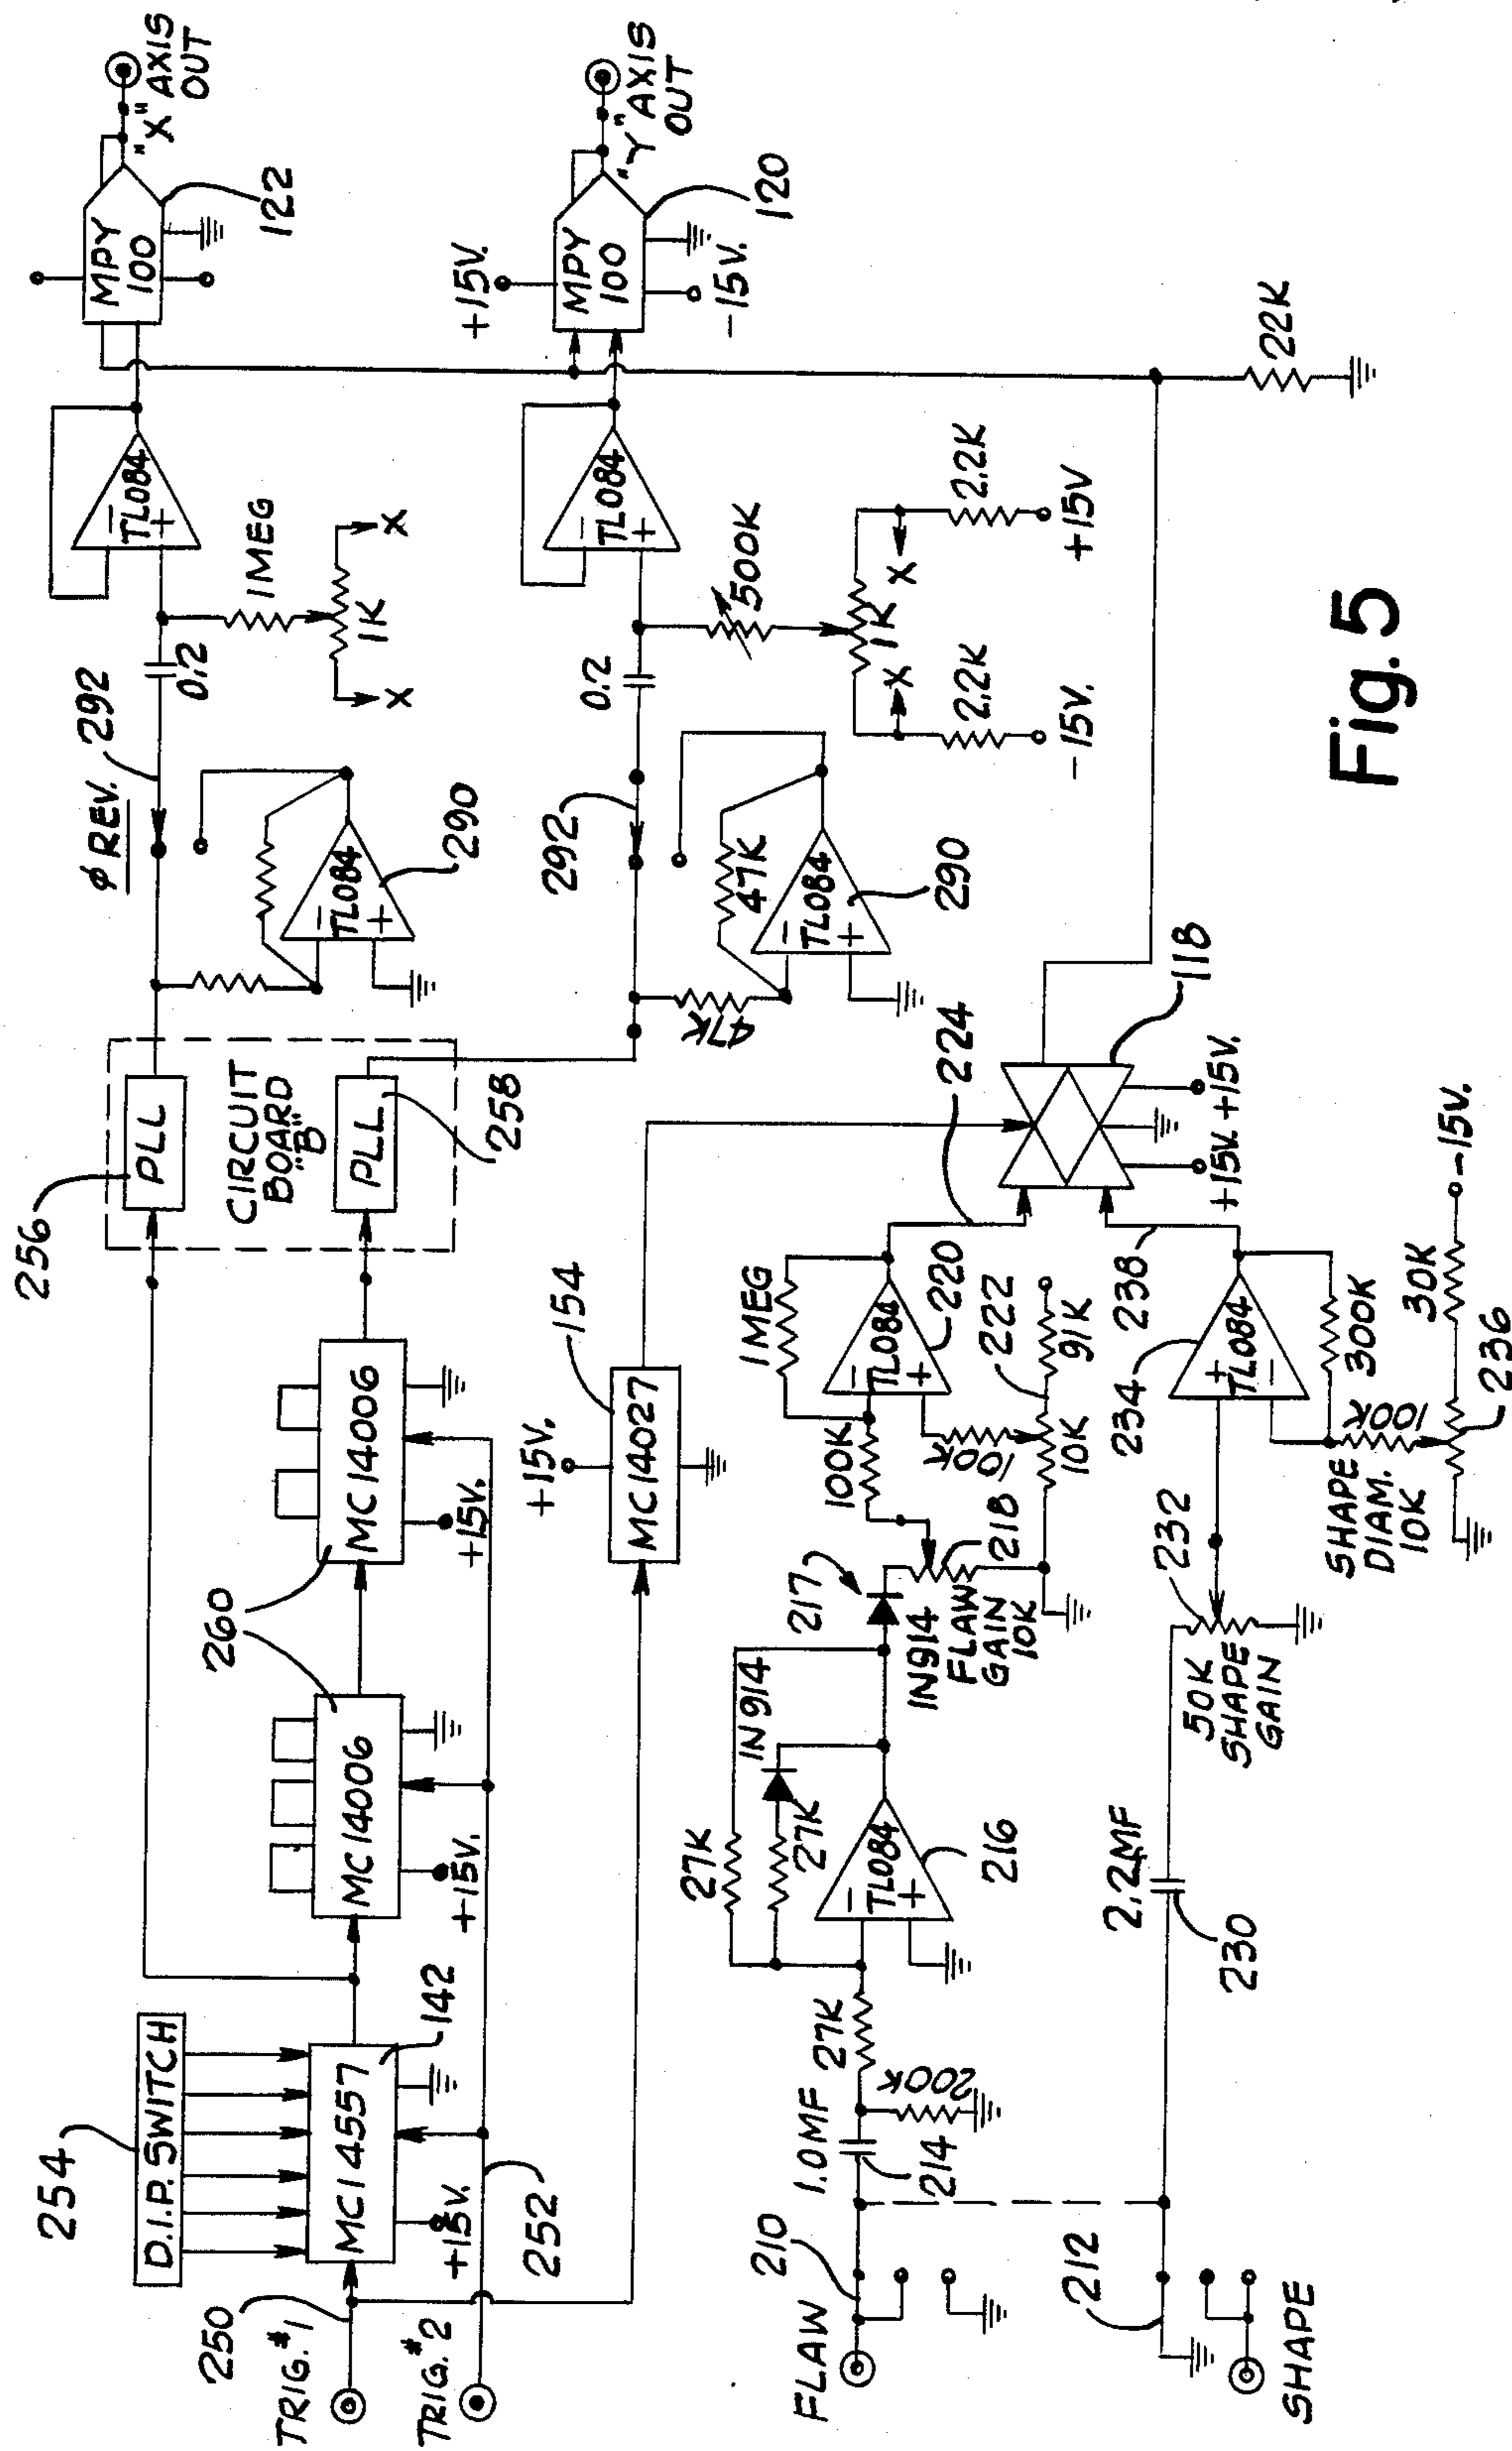 254
D.I.P. SWITCH
250
TRIG. #1
MC14557
142
+15V.
TRIG. #2
252
260
MC14006
+15V.
MC14006
+15V.
256
PLL
CIRCUIT
BOARD
"B"
PLL
258
φ REV.
292
0.2
TL084
290
1MEG
1K
X
X
TL084
MPY
100
122
"X" AXIS
OUT
292
0.2
47K
47K
TL084
290
500K
1K
X
X
2.2K
2.2K
-15V.
+15V
TL084
+15V.
MPY
100
-15V.
120
"Y" AXIS
OUT
22K
+15V.
154
MC14027
224
118
+15V.
+15V.
FLAW
210
1.0MF
214
200K
27K
27K
27K
IN914
TL084
216
217
IN914
FLAW
GAIN
10K
218
100K
1MEG
TL084
220
100K
222
10K
91K
212
SHAPE
2.2MF
230
50K
SHAPE
GAIN
232
234
TL084
238
300K
100K
SHAPE
DIAM.
10K
30K
-15V.
236
Fig. 5